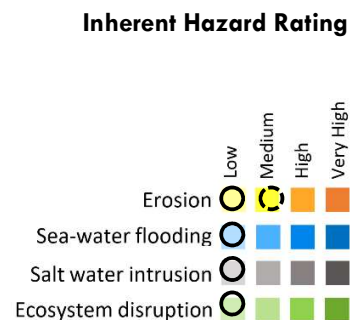 Inherent Hazard Rating
Low
Medium
High
Very High
Erosion
Sea-water flooding
Salt water intrusion
Ecosystem disruption